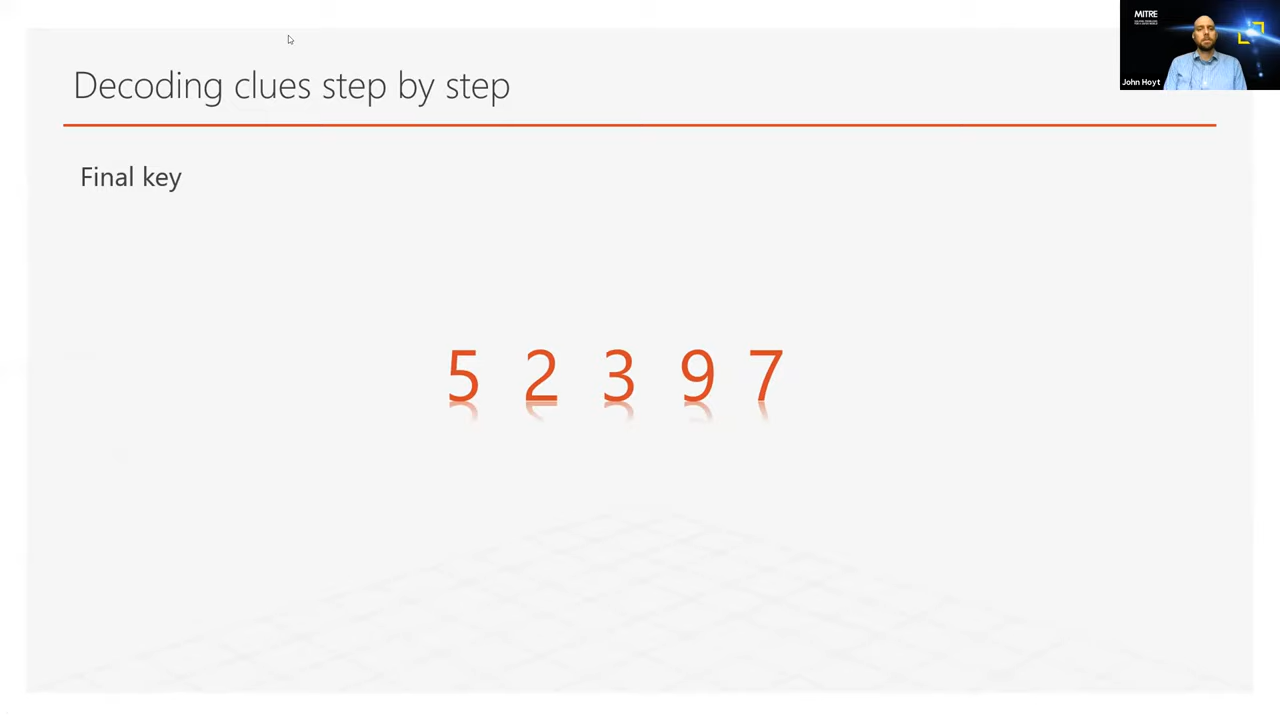 MITRE
John Hoyt
Decoding clues step by step
Final key
5 2 3 9 7